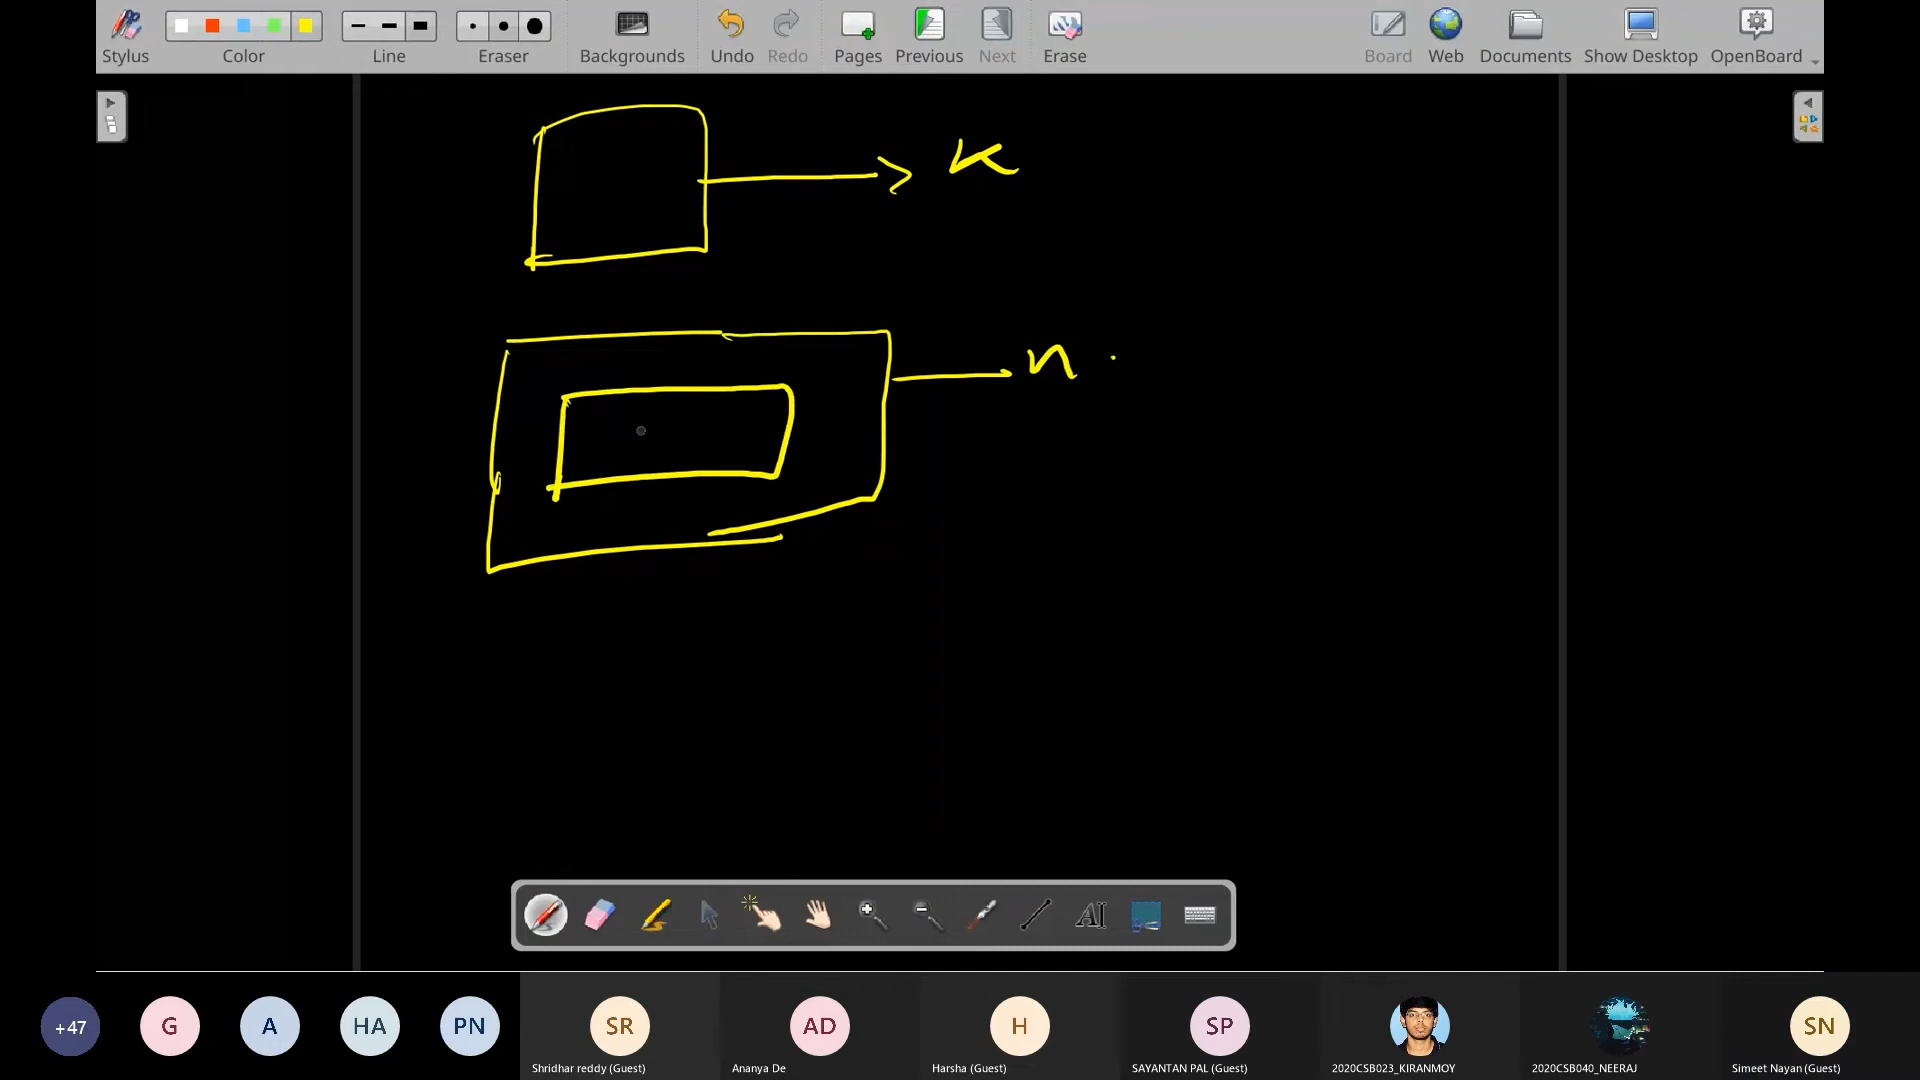 Stylus Color Line Eraser Backgrounds Undo Redo Pages Previous Next Erase Board Web Documents Show Desktop OpenBoard
K
n
AI
+47 G A HA PN SR AD H SP SN
Shridhar reddy (Guest) Ananya De Harsha (Guest) SAYANTAN PAL (Guest) 2020CSB023_KIRANMOY 2020CSB040_NEERAJ Simeet Nayan (Guest)